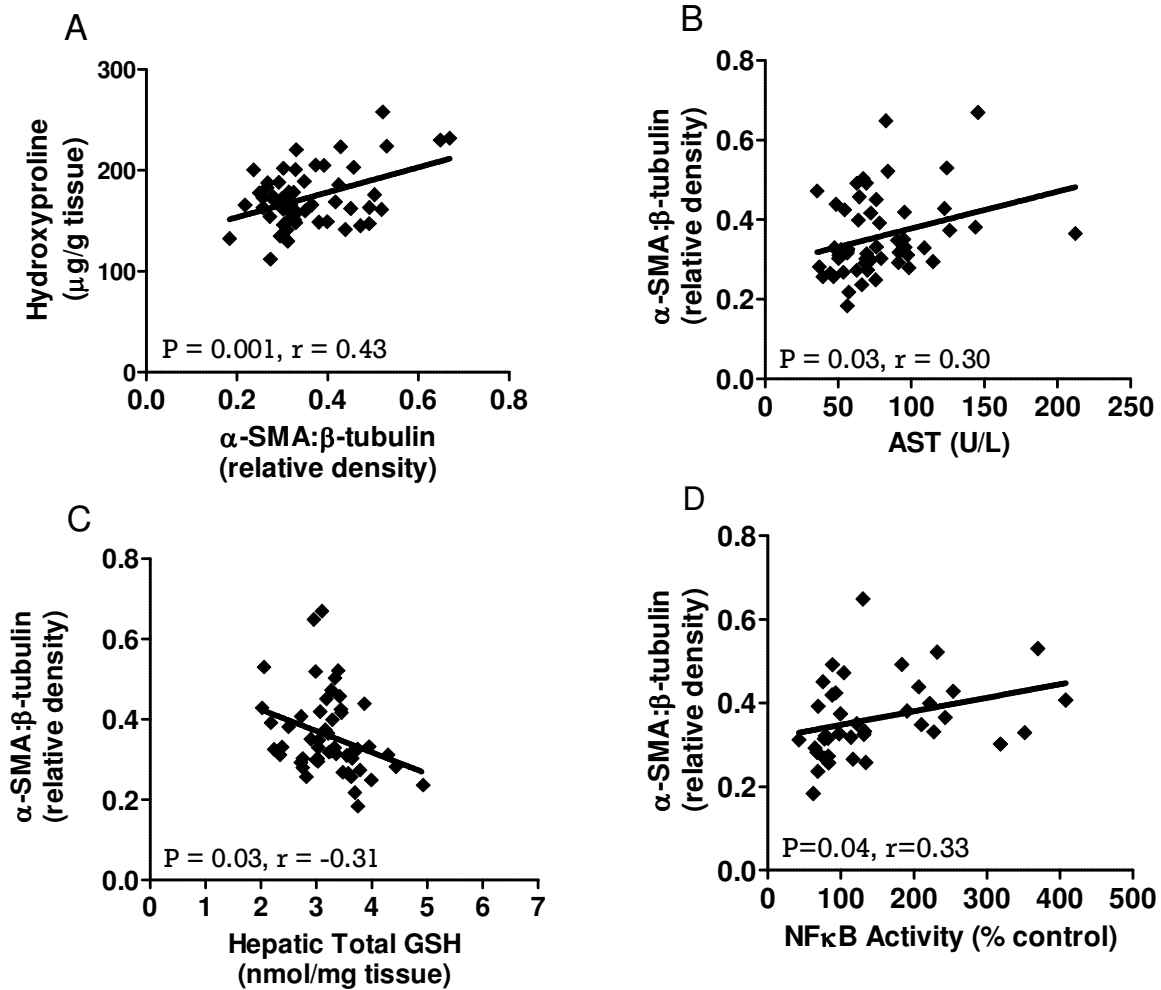 A
Hydroxyproline
(µg/g tissue)
300
200
100
0
P = 0.001, r = 0.43
0.0 0.2 0.4 0.6 0.8
α-SMA:β-tubulin
(relative density)
B
α-SMA:β-tubulin
(relative density)
0.8
0.6
0.4
0.2
0.0
P = 0.03, r = 0.30
0 50 100 150 200 250
AST (U/L)
C
α-SMA:β-tubulin
(relative density)
0.8
0.6
0.4
0.2
0.0
P = 0.03, r = -0.31
0 1 2 3 4 5 6 7
Hepatic Total GSH
(nmol/mg tissue)
D
α-SMA:β-tubulin
(relative density)
0.8
0.6
0.4
0.2
0.0
P=0.04, r=0.33
0 100 200 300 400 500
NFκB Activity (% control)